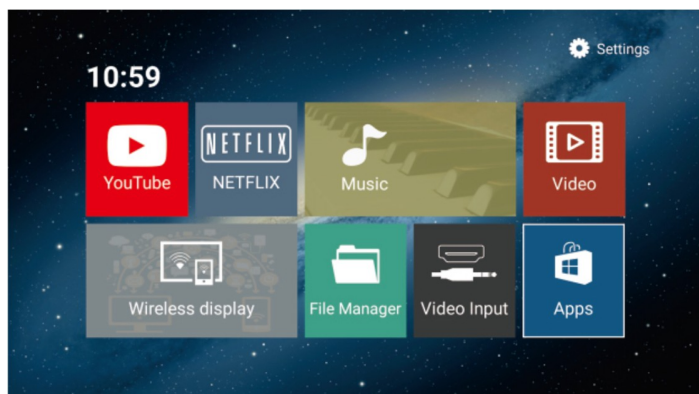 Settings
10:59
YouTube
NETFLIX
NETFLIX
Music
Video
Wireless display
File Manager
Video Input
Apps